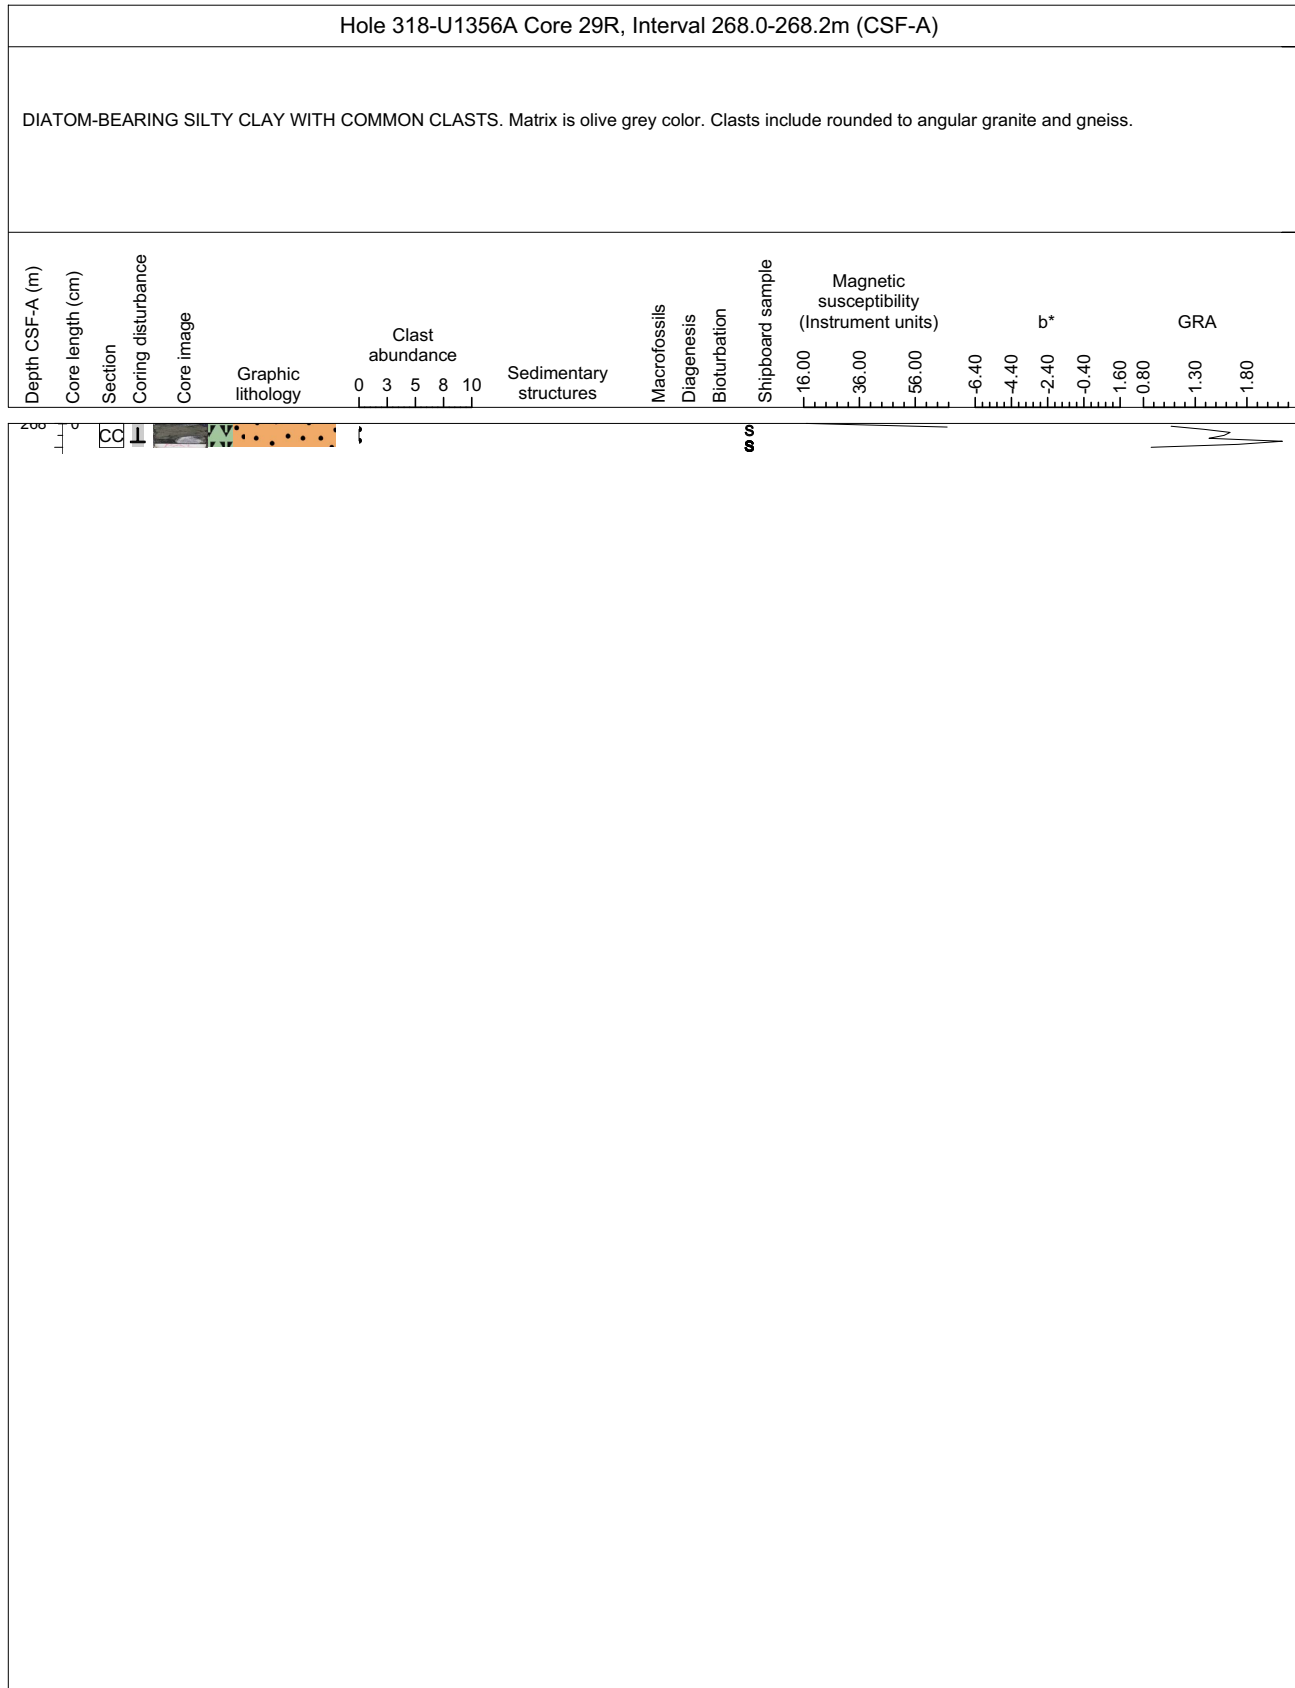 Hole 318-U1356A Core 29R, Interval 268.0-268.2m (CSF-A)
DIATOM-BEARING SILTY CLAY WITH COMMON CLASTS. Matrix is olive grey color. Clasts include rounded to angular granite and gneiss.
Depth CSF-A (m)
Core length (cm)
Section
Coring disturbance
Core image
Graphic
lithology
Clast
abundance
0 3 5 8 10
Sedimentary
structures
Macrofossils
Diagenesis
Bioturbation
Shipboard sample
Magnetic
susceptibility
(Instrument units)
16.00 36.00 56.00
b*
-6.40 -4.40 -2.40 -0.40 1.60
GRA
0.80 1.30 1.80
268 0
CC
S
S